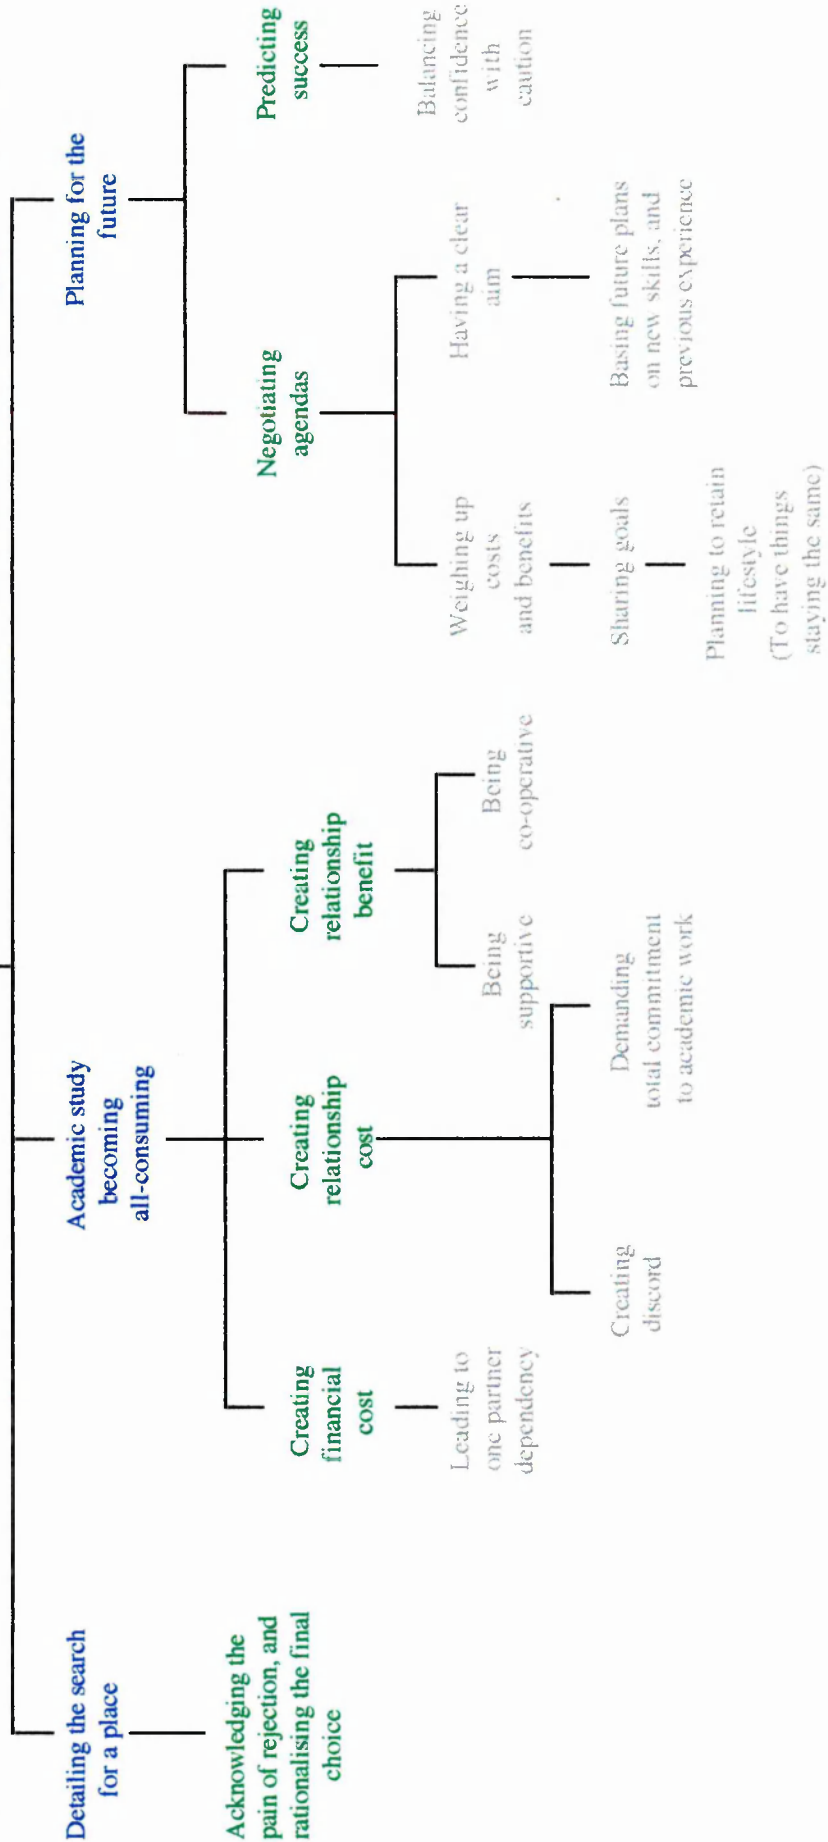 Detailing the search
for a place
Acknowledging the
pain of rejection, and
rationalising the final
choice
Academic study
becoming
all-consuming
Creating
financial
cost
Leading to
one partner
dependency
Creating
relationship
cost
Creating
discord
Demanding
total commitment
to academic work
Creating
relationship
benefit
Being
supportive
Being
co-operative
Planning for the
future
Negotiating
agendas
Weighing up
costs
and benefits
Sharing goals
Planning to retain
lifestyle
(To have things
staying the same)
Having a clear
aim
Basing future plans
on new skills, and
previous experience
Predicting
success
Balancing
confidence
with
caution